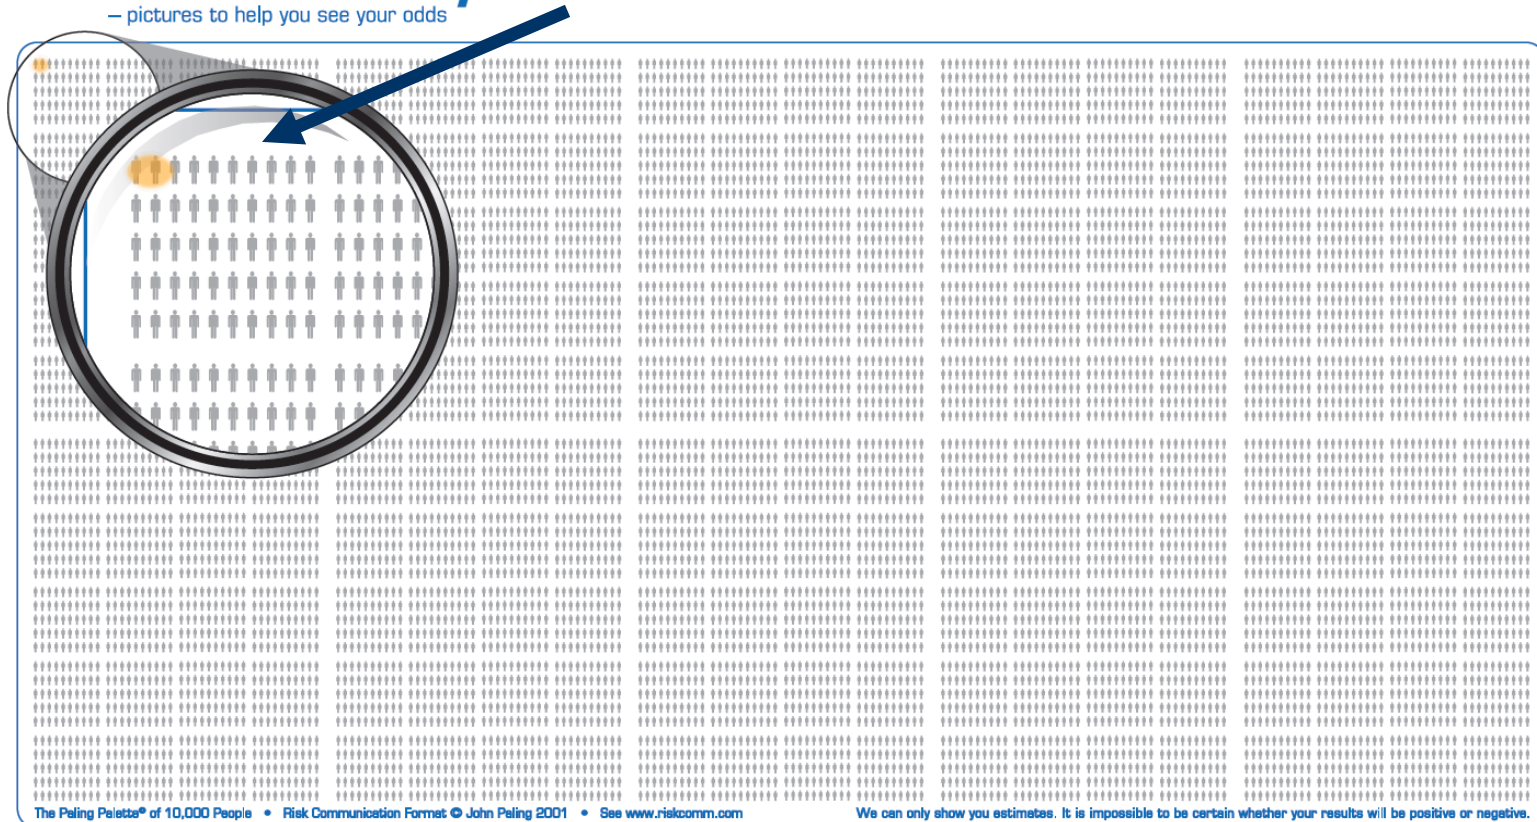 – pictures to help you see your odds
The Paling Palette® of 10,000 People • Risk Communication Format © John Paling 2001 • See www.riskcomm.com
We can only show you estimates. It is impossible to be certain whether your results will be positive or negative.